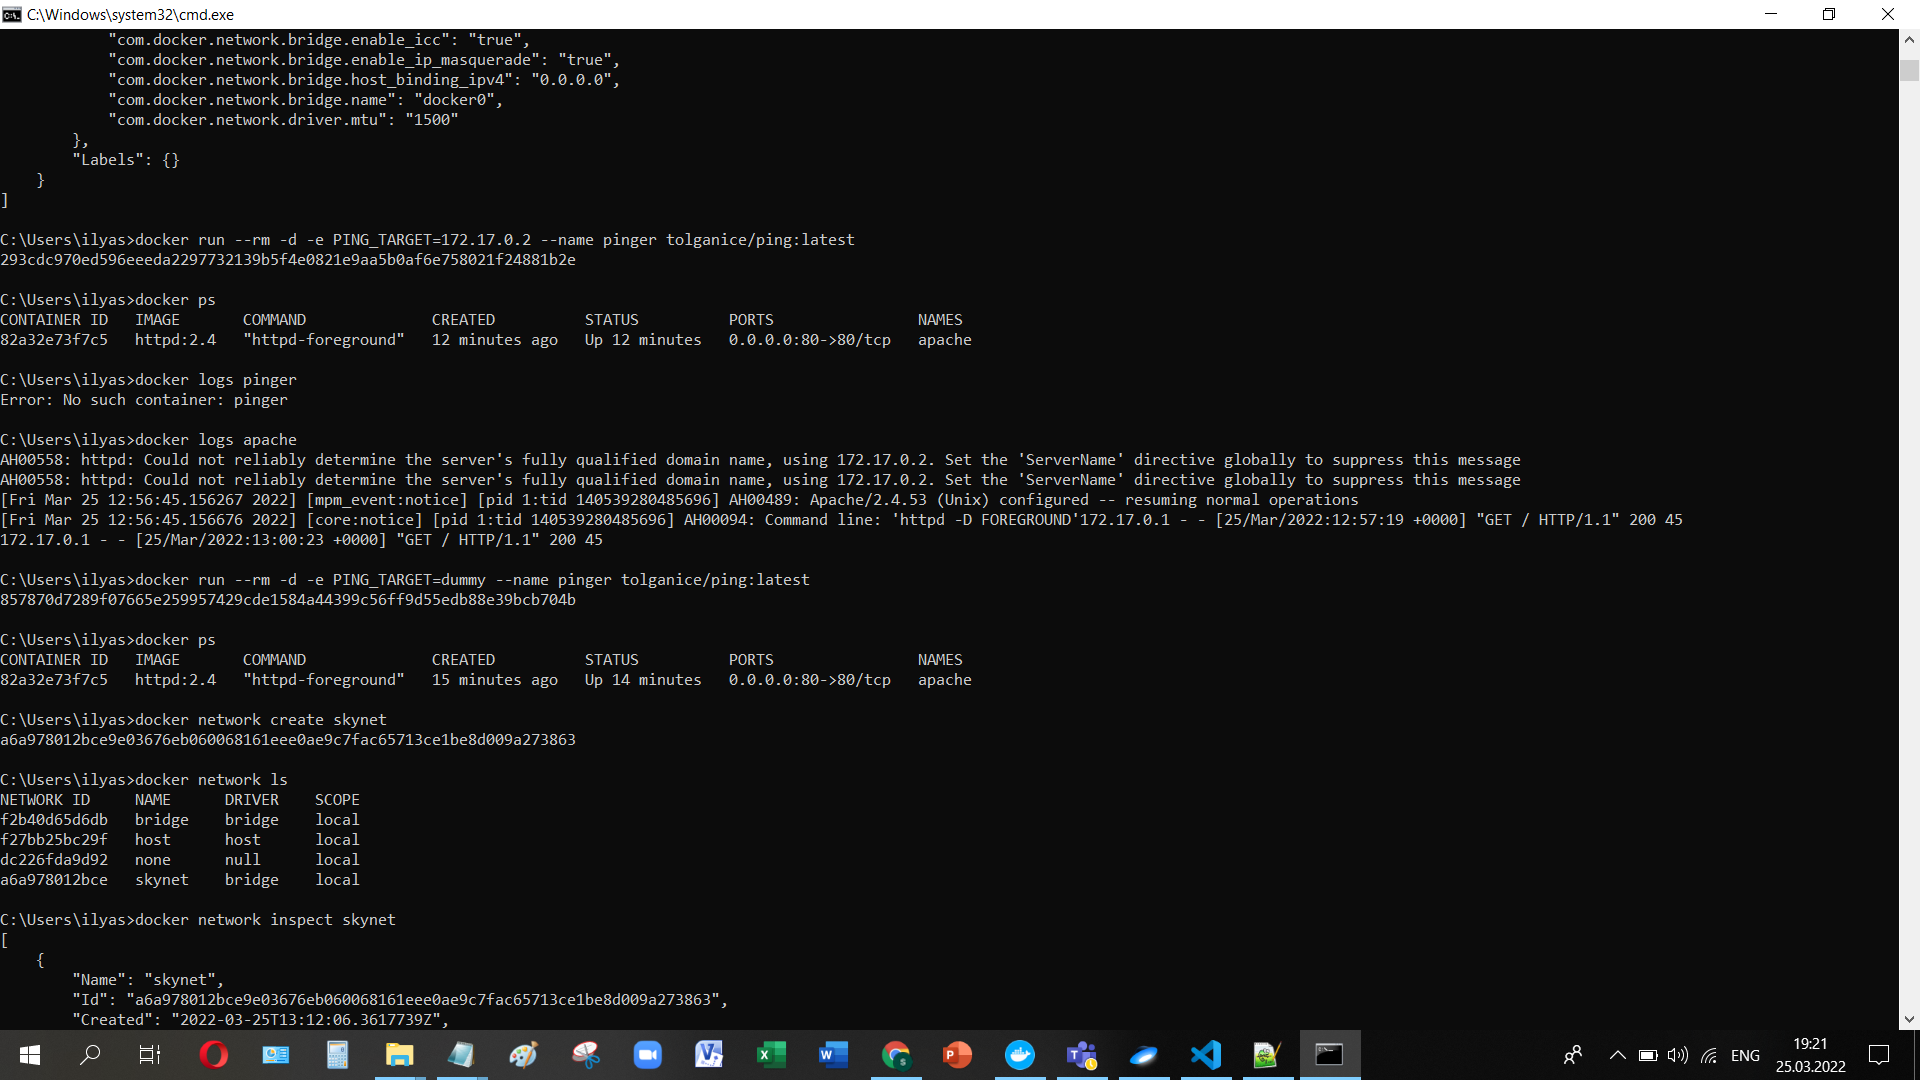 C:\Windows\system32\cmd.exe
"com.docker.network.bridge.enable_icc": "true",
"com.docker.network.bridge.enable_ip_masquerade": "true",
"com.docker.network.bridge.host_binding_ipv4": "0.0.0.0",
"com.docker.network.bridge.name": "docker0",
"com.docker.network.driver.mtu": "1500"
},
"Labels": {}
}
]
C:\Users\ilyas>docker run --rm -d -e PING_TARGET=172.17.0.2 --name pinger tolganice/ping:latest
293cdc970ed596eeeda2297732139b5f4e0821e9aa5b0af6e758021f24881b2e
C:\Users\ilyas>docker ps
CONTAINER ID   IMAGE       COMMAND              CREATED          STATUS          PORTS                NAMES
82a32e73f7c5   httpd:2.4   "httpd-foreground"   12 minutes ago   Up 12 minutes   0.0.0.0:80->80/tcp   apache
C:\Users\ilyas>docker logs pinger
Error: No such container: pinger
C:\Users\ilyas>docker logs apache
AH00558: httpd: Could not reliably determine the server's fully qualified domain name, using 172.17.0.2. Set the 'ServerName' directive globally to suppress this message
AH00558: httpd: Could not reliably determine the server's fully qualified domain name, using 172.17.0.2. Set the 'ServerName' directive globally to suppress this message
[Fri Mar 25 12:56:45.156267 2022] [mpm_event:notice] [pid 1:tid 140539280485696] AH00489: Apache/2.4.53 (Unix) configured -- resuming normal operations
[Fri Mar 25 12:56:45.156676 2022] [core:notice] [pid 1:tid 140539280485696] AH00094: Command line: 'httpd -D FOREGROUND'172.17.0.1 - - [25/Mar/2022:12:57:19 +0000] "GET / HTTP/1.1" 200 45
172.17.0.1 - - [25/Mar/2022:13:00:23 +0000] "GET / HTTP/1.1" 200 45
C:\Users\ilyas>docker run --rm -d -e PING_TARGET=dummy --name pinger tolganice/ping:latest
857870d7289f07665e259957429cde1584a44399c56ff9d55edb88e39bcb704b
C:\Users\ilyas>docker ps
CONTAINER ID   IMAGE       COMMAND              CREATED          STATUS          PORTS                NAMES
82a32e73f7c5   httpd:2.4   "httpd-foreground"   15 minutes ago   Up 14 minutes   0.0.0.0:80->80/tcp   apache
C:\Users\ilyas>docker network create skynet
a6a978012bce9e03676eb060068161eee0ae9c7fac65713ce1be8d009a273863
C:\Users\ilyas>docker network ls
NETWORK ID     NAME      DRIVER    SCOPE
f2b40d65d6db   bridge    bridge    local
f27bb25bc29f   host      host      local
dc226fda9d92   none      null      local
a6a978012bce   skynet    bridge    local
C:\Users\ilyas>docker network inspect skynet
[
{
"Name": "skynet",
"Id": "a6a978012bce9e03676eb060068161eee0ae9c7fac65713ce1be8d009a273863",
"Created": "2022-03-25T13:12:06.3617739Z",
ENG
19:21
25.03.2022